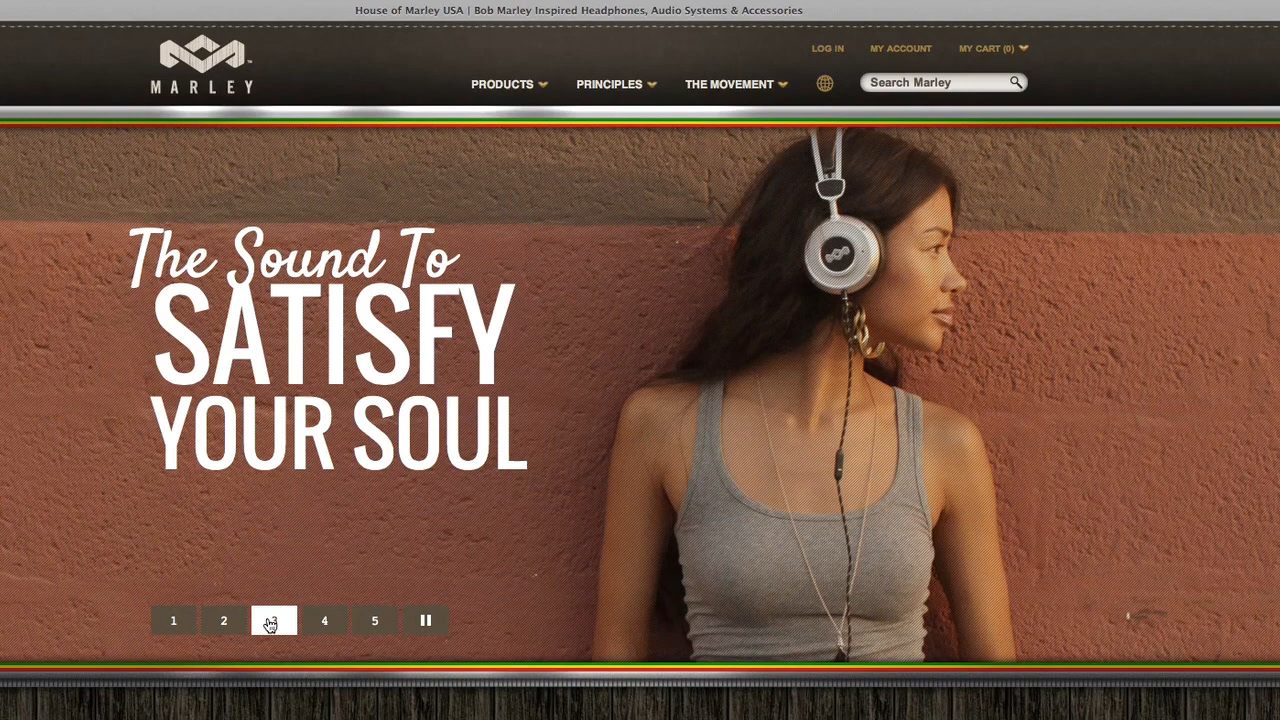 House of Marley USA | Bob Marley Inspired Headphones, Audio Systems & Accessories
LOG IN MY ACCOUNT MY CART (0)
MARLEY
PRODUCTS PRINCIPLES THE MOVEMENT Search Marley
The Sound To
SATISFY
YOUR SOUL
1 2 3 4 5